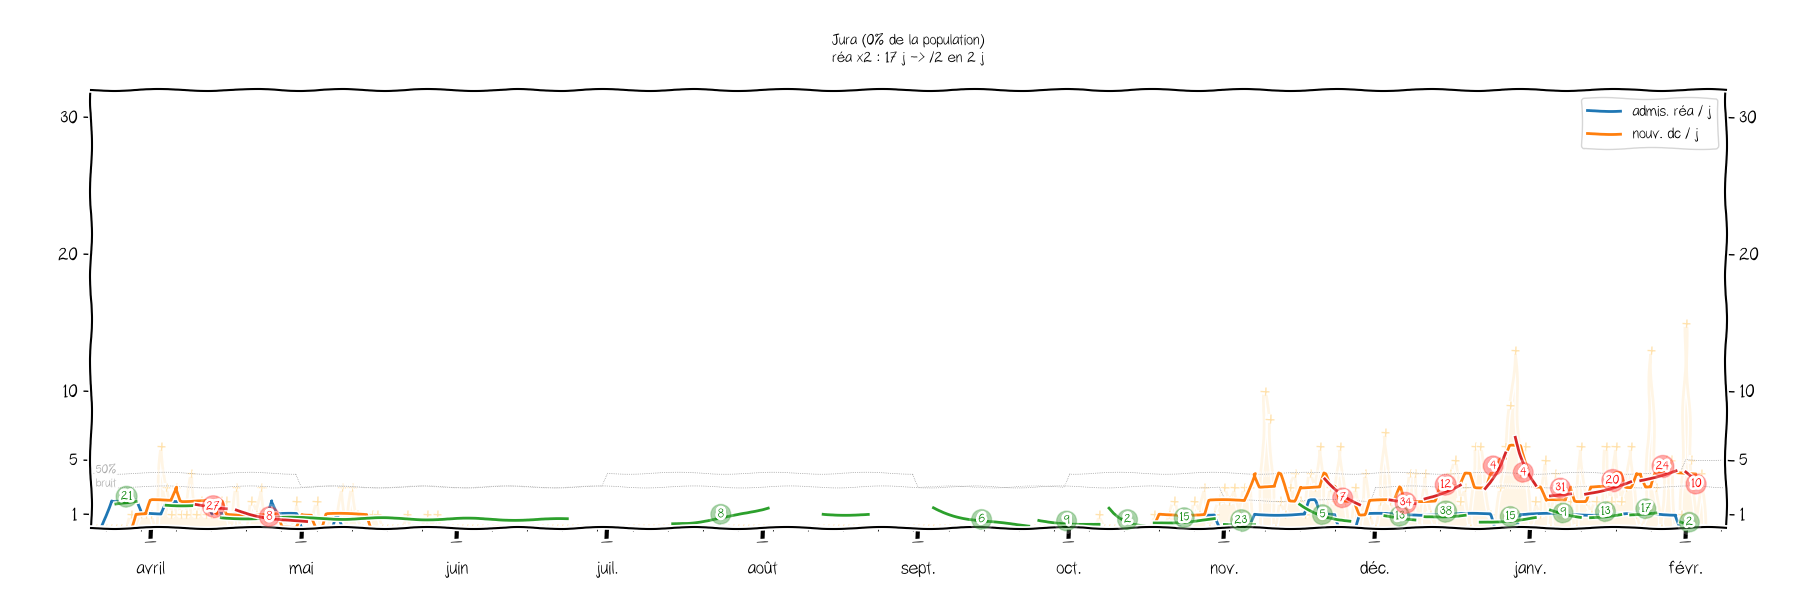 Jura (0% de la population)
réa x2 : 17 j -> /2 en 2 j
admis. réa / j
nouv. dc / j
30
30
20
20
10
10
5
5
1
1
50%
bruit
21
27
8
8
6
9
2
15
23
5
7
13
34
12
38
4
15
4
31
9
20
13
17
24
10
2
avril
mai
juin
juil.
août
sept.
oct.
nov.
déc.
janv.
févr.